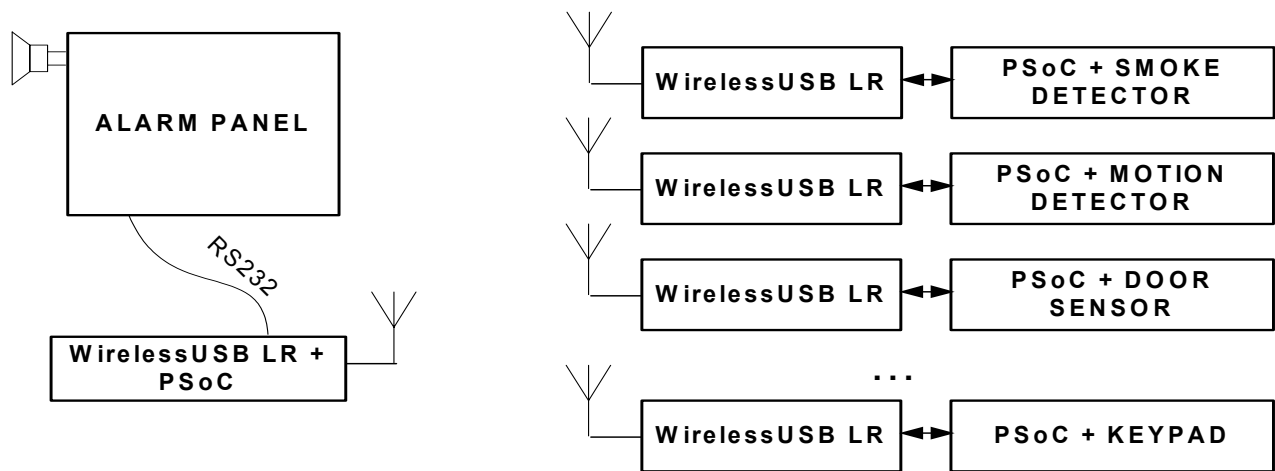 ALARM PANEL
RS232
WirelessUSB LR +
PSoC
WirelessUSB LR
PSoC + SMOKE
DETECTOR
WirelessUSB LR
PSoC + MOTION
DETECTOR
WirelessUSB LR
PSoC + DOOR
SENSOR
...
WirelessUSB LR
PSoC + KEYPAD